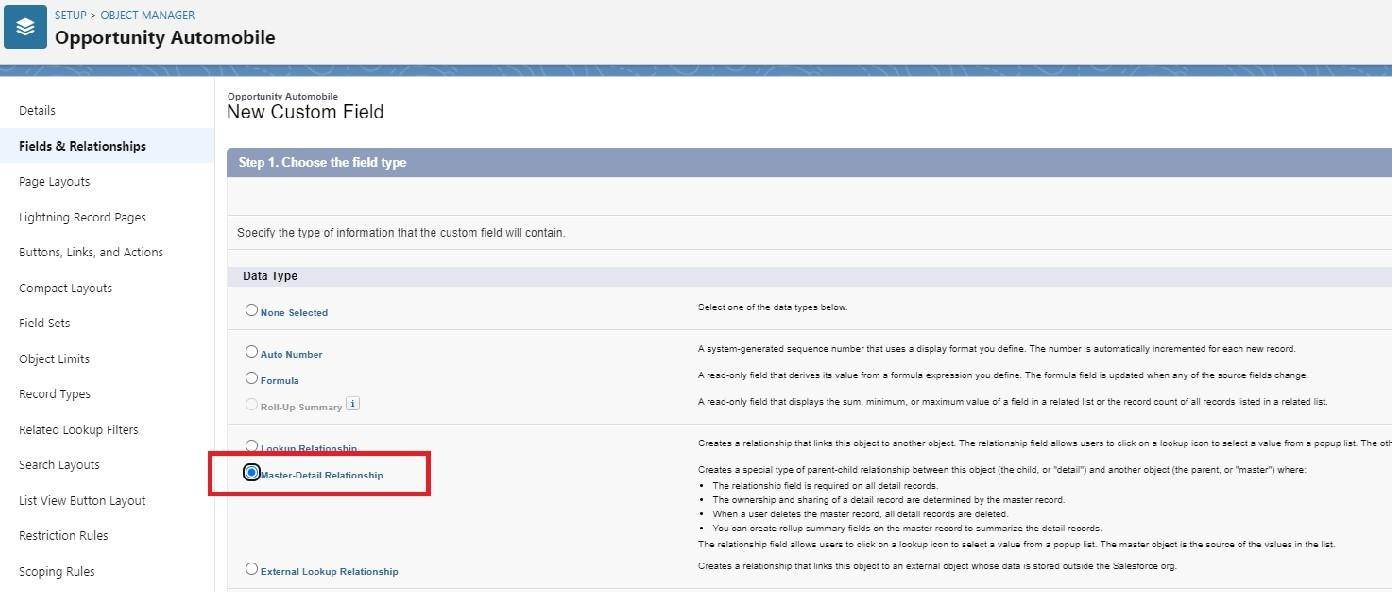 SETUP > OBJECT MANAGER
Opportunity Automobile
Details
Fields & Relationships
Page Layouts
Lightning Record Pages
Buttons, Links, and Actions
Compact Layouts
Field Sets
Object Limits
Record Types
Related Lookup Filters
Search Layouts
List View Button Layout
Restriction Rules
Scoping Rules
Opportunity Automobile
New Custom Field
Step 1. Choose the field type
Specify the type of information that the custom field will contain.
Data Type
None Selected Select one of the data types below.
Auto Number A system-generated sequence number that uses a display format you define. The number is automatically incremented for each new record.
Formula A read-only field that derives its value from a formula expression you define. The formula field is updated when any of the source fields change.
Roll-Up Summary i A read-only field that displays the sum, minimum, or maximum value of a field in a related list or the record count of all records listed in a related list.
Lookup Relationship Creates a relationship that links this object to another object. The relationship field allows users to click on a lookup icon to select a value from a popup list. The
Master-Detail Relationship Creates a special type of parent-child relationship between this object (the child, or "detail") and another object (the parent, or "master") where:
• The relationship field is required on all detail records.
• The ownership and sharing of a detail record are determined by the master record.
• When a user deletes the master record, all detail records are deleted.
• You can create rollup summary fields on the master record to summarize the detail records.
The relationship field allows users to click on a lookup icon to select a value from a popup list. The master object is the source of the values in the list.
External Lookup Relationship Creates a relationship that links this object to an external object whose data is stored outside the Salesforce org.